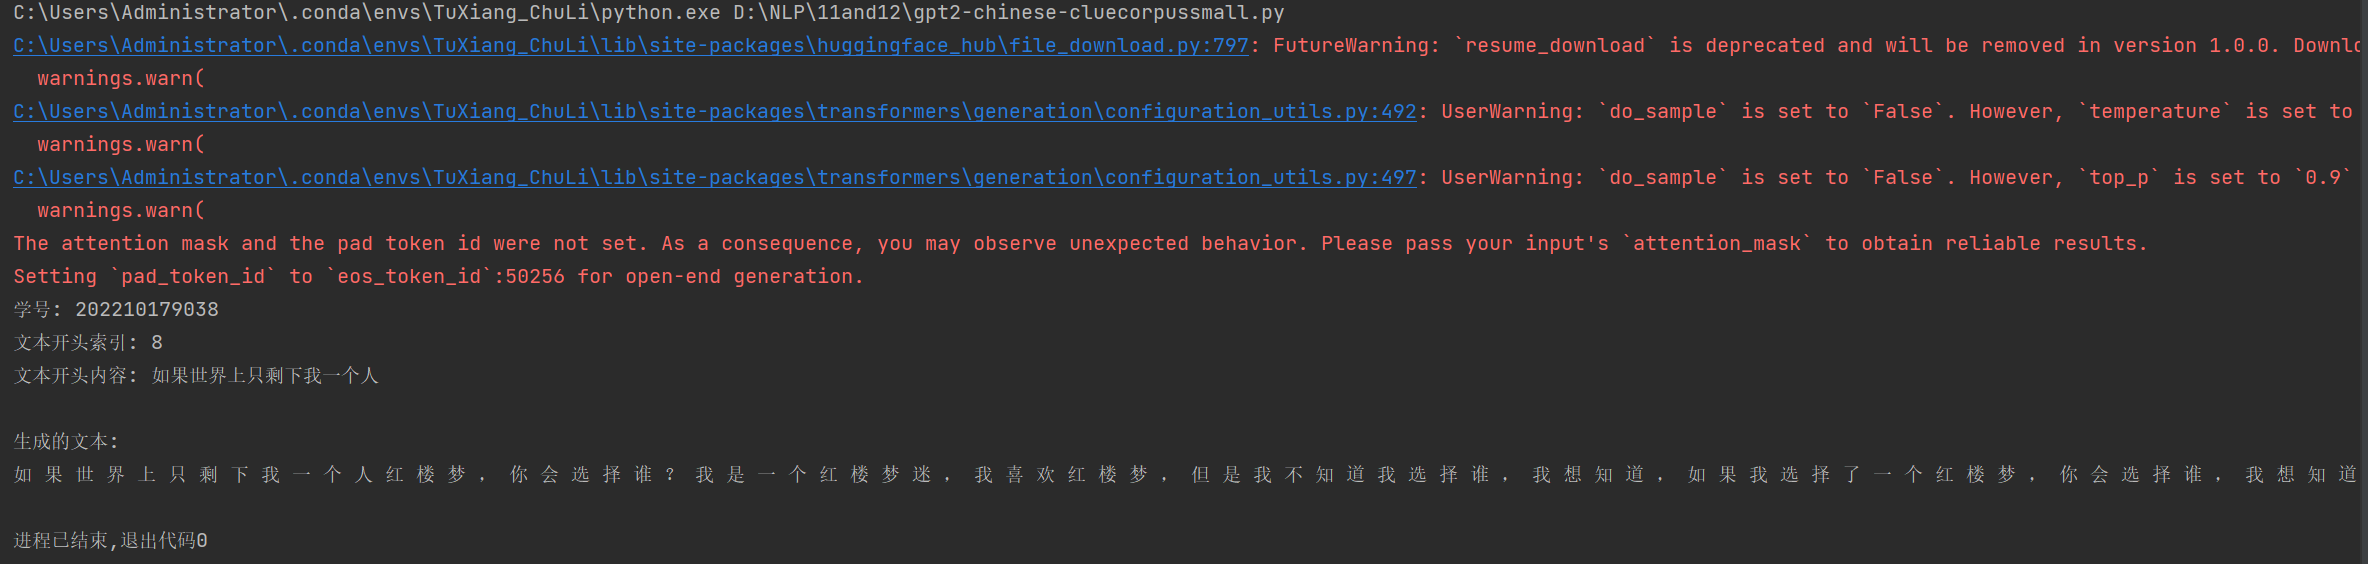 C:\Users\Administrator\.conda\envs\TuXiang_ChuLi\python.exe D:\NLP\11and12\gpt2-chinese-cluecorpussmall.py
C:\Users\Administrator\.conda\envs\TuXiang_ChuLi\lib\site-packages\huggingface_hub\file_download.py:797: FutureWarning: `resume_download` is deprecated and will be removed in version 1.0.0. Downlo
  warnings.warn(
C:\Users\Administrator\.conda\envs\TuXiang_ChuLi\lib\site-packages\transformers\generation\configuration_utils.py:492: UserWarning: `do_sample` is set to `False`. However, `temperature` is set to
  warnings.warn(
C:\Users\Administrator\.conda\envs\TuXiang_ChuLi\lib\site-packages\transformers\generation\configuration_utils.py:497: UserWarning: `do_sample` is set to `False`. However, `top_p` is set to `0.9`
  warnings.warn(
The attention mask and the pad token id were not set. As a consequence, you may observe unexpected behavior. Please pass your input's `attention_mask` to obtain reliable results.
Setting `pad_token_id` to `eos_token_id`:50256 for open-end generation.
学号: 202210179038
文本开头索引: 8
文本开头内容: 如果世界上只剩下我一个人
生成的文本:
如 果 世 界 上 只 剩 下 我 一 个 人 红 楼 梦 ， 你 会 选 择 谁 ？ 我 是 一 个 红 楼 梦 迷 ， 我 喜 欢 红 楼 梦 ， 但 是 我 不 知 道 我 选 择 谁 ， 我 想 知 道 ， 如 果 我 选 择 了 一 个 红 楼 梦 ， 你 会 选 择 谁 ， 我 想 知 道
进程已结束,退出代码0